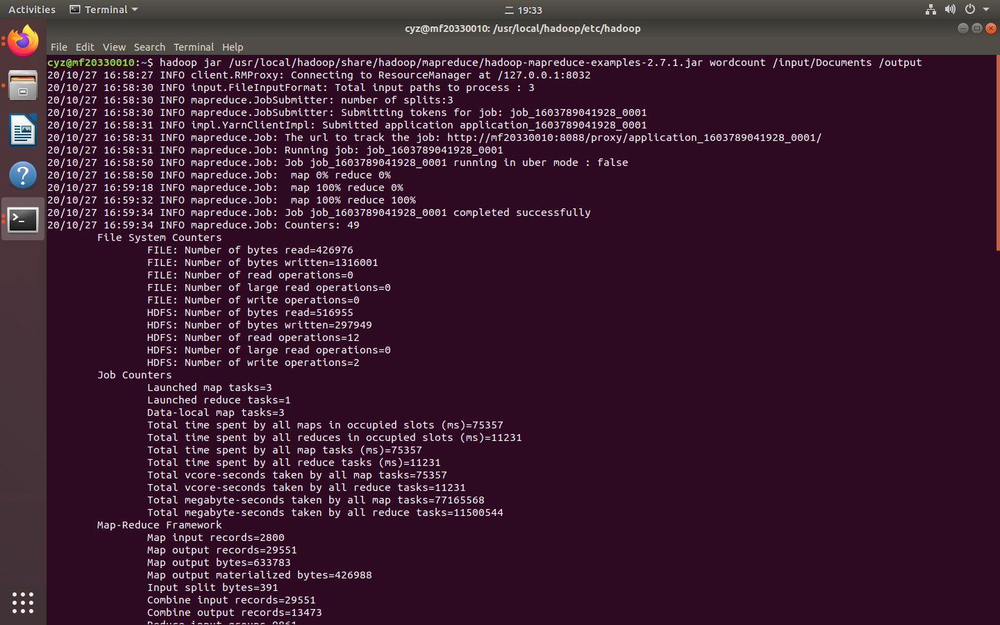 Activities Terminal 二 19:33
cyz@mf20330010: /usr/local/hadoop/etc/hadoop
File Edit View Search Terminal Help
cyz@mf20330010:~$ hadoop jar /usr/local/hadoop/share/hadoop/mapreduce/hadoop-mapreduce-examples-2.7.1.jar wordcount /input/Documents /output
20/10/27 16:58:27 INFO client.RMProxy: Connecting to ResourceManager at /127.0.0.1:8032
20/10/27 16:58:30 INFO input.FileInputFormat: Total input paths to process : 3
20/10/27 16:58:30 INFO mapreduce.JobSubmitter: number of splits:3
20/10/27 16:58:30 INFO mapreduce.JobSubmitter: Submitting tokens for job: job_1603789041928_0001
20/10/27 16:58:31 INFO impl.YarnClientImpl: Submitted application application_1603789041928_0001
20/10/27 16:58:31 INFO mapreduce.Job: The url to track the job: http://mf20330010:8088/proxy/application_1603789041928_0001/
20/10/27 16:58:31 INFO mapreduce.Job: Running job: job_1603789041928_0001
20/10/27 16:58:50 INFO mapreduce.Job: Job job_1603789041928_0001 running in uber mode : false
20/10/27 16:58:50 INFO mapreduce.Job:  map 0% reduce 0%
20/10/27 16:59:18 INFO mapreduce.Job:  map 100% reduce 0%
20/10/27 16:59:32 INFO mapreduce.Job:  map 100% reduce 100%
20/10/27 16:59:34 INFO mapreduce.Job: Job job_1603789041928_0001 completed successfully
20/10/27 16:59:34 INFO mapreduce.Job: Counters: 49
File System Counters
FILE: Number of bytes read=426976
FILE: Number of bytes written=1316001
FILE: Number of read operations=0
FILE: Number of large read operations=0
FILE: Number of write operations=0
HDFS: Number of bytes read=516955
HDFS: Number of bytes written=297949
HDFS: Number of read operations=12
HDFS: Number of large read operations=0
HDFS: Number of write operations=2
Job Counters
Launched map tasks=3
Launched reduce tasks=1
Data-local map tasks=3
Total time spent by all maps in occupied slots (ms)=75357
Total time spent by all reduces in occupied slots (ms)=11231
Total time spent by all map tasks (ms)=75357
Total time spent by all reduce tasks (ms)=11231
Total vcore-seconds taken by all map tasks=75357
Total vcore-seconds taken by all reduce tasks=11231
Total megabyte-seconds taken by all map tasks=77165568
Total megabyte-seconds taken by all reduce tasks=11500544
Map-Reduce Framework
Map input records=2800
Map output records=29551
Map output bytes=633783
Map output materialized bytes=426988
Input split bytes=391
Combine input records=29551
Combine output records=13473
Reduce input groups=9861